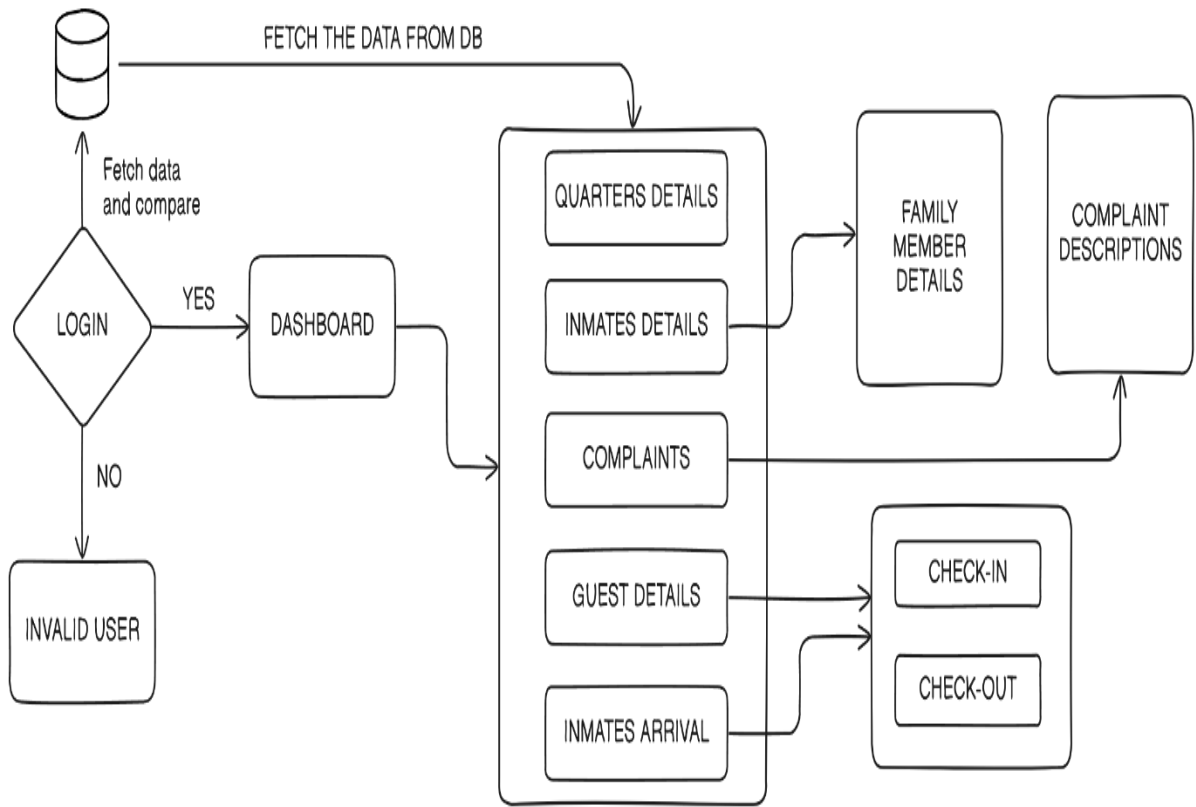 FETCH THE DATA FROM DB
Fetch data
and compare
LOGIN
YES
DASHBOARD
NO
INVALID USER
QUARTERS DETAILS
INMATES DETAILS
COMPLAINTS
GUEST DETAILS
INMATES ARRIVAL
FAMILY
MEMBER
DETAILS
COMPLAINT
DESCRIPTIONS
CHECK-IN
CHECK-OUT